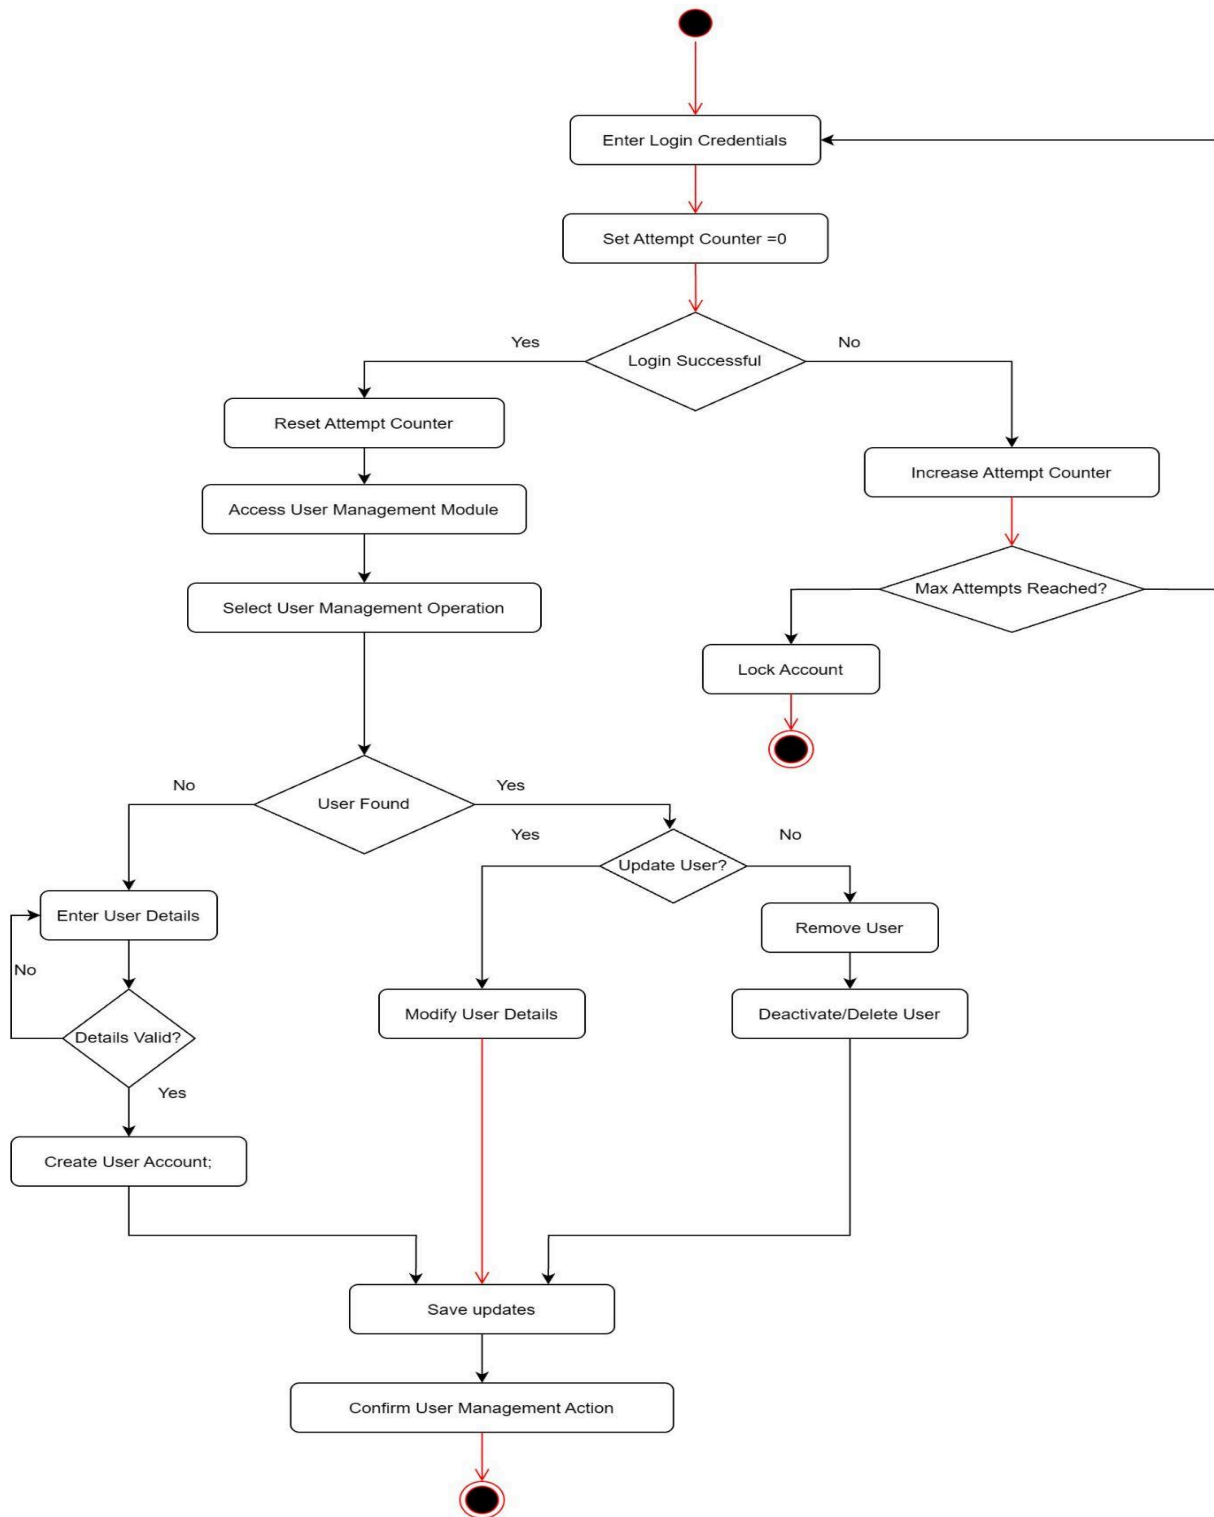 Enter Login Credentials
Set Attempt Counter =0
Yes
Login Successful
No
Reset Attempt Counter
Increase Attempt Counter
Access User Management Module
Max Attempts Reached?
Select User Management Operation
Lock Account
No
User Found
Yes
Yes
Update User?
No
Enter User Details
Remove User
No
Modify User Details
Deactivate/Delete User
Details Valid?
Yes
Create User Account;
Save updates
Confirm User Management Action